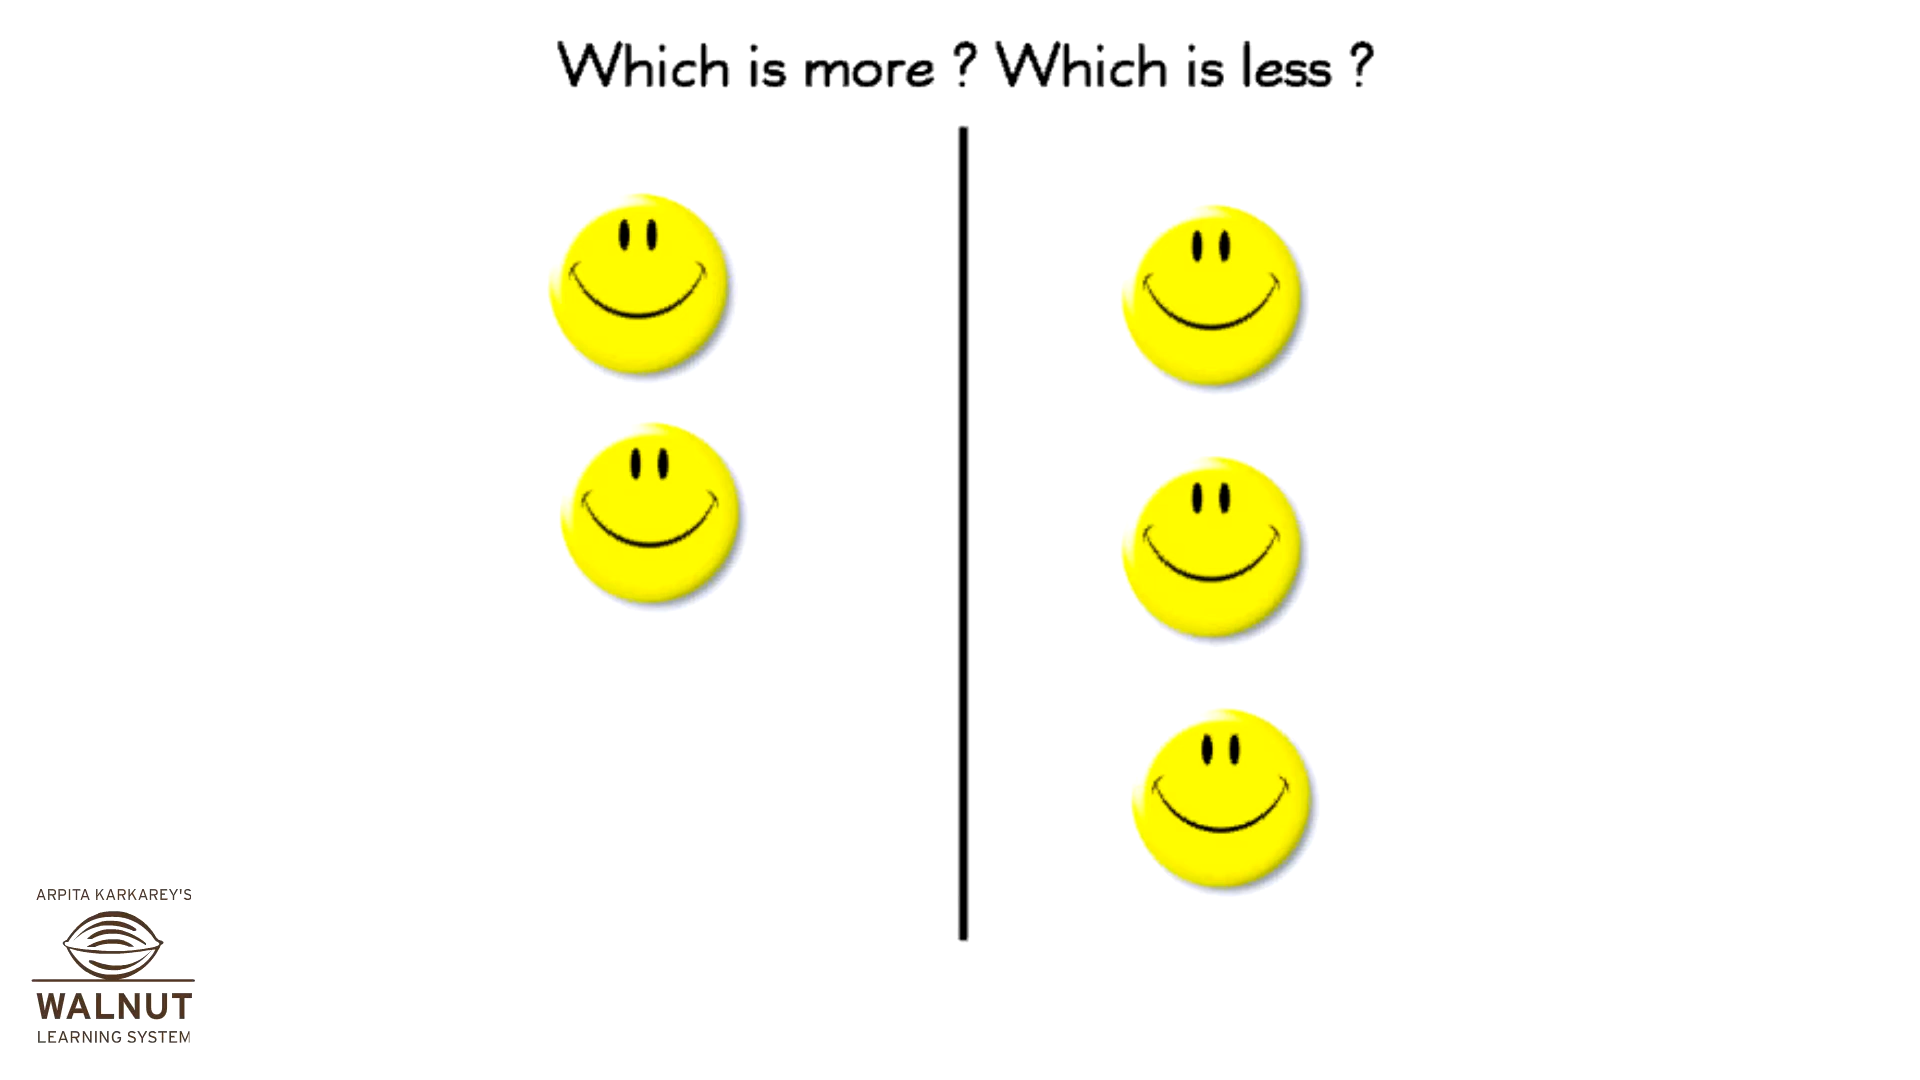 Which is more ? Which is less ?
ARPITA KARKAREY'S
WALNUT
LEARNING SYSTEM